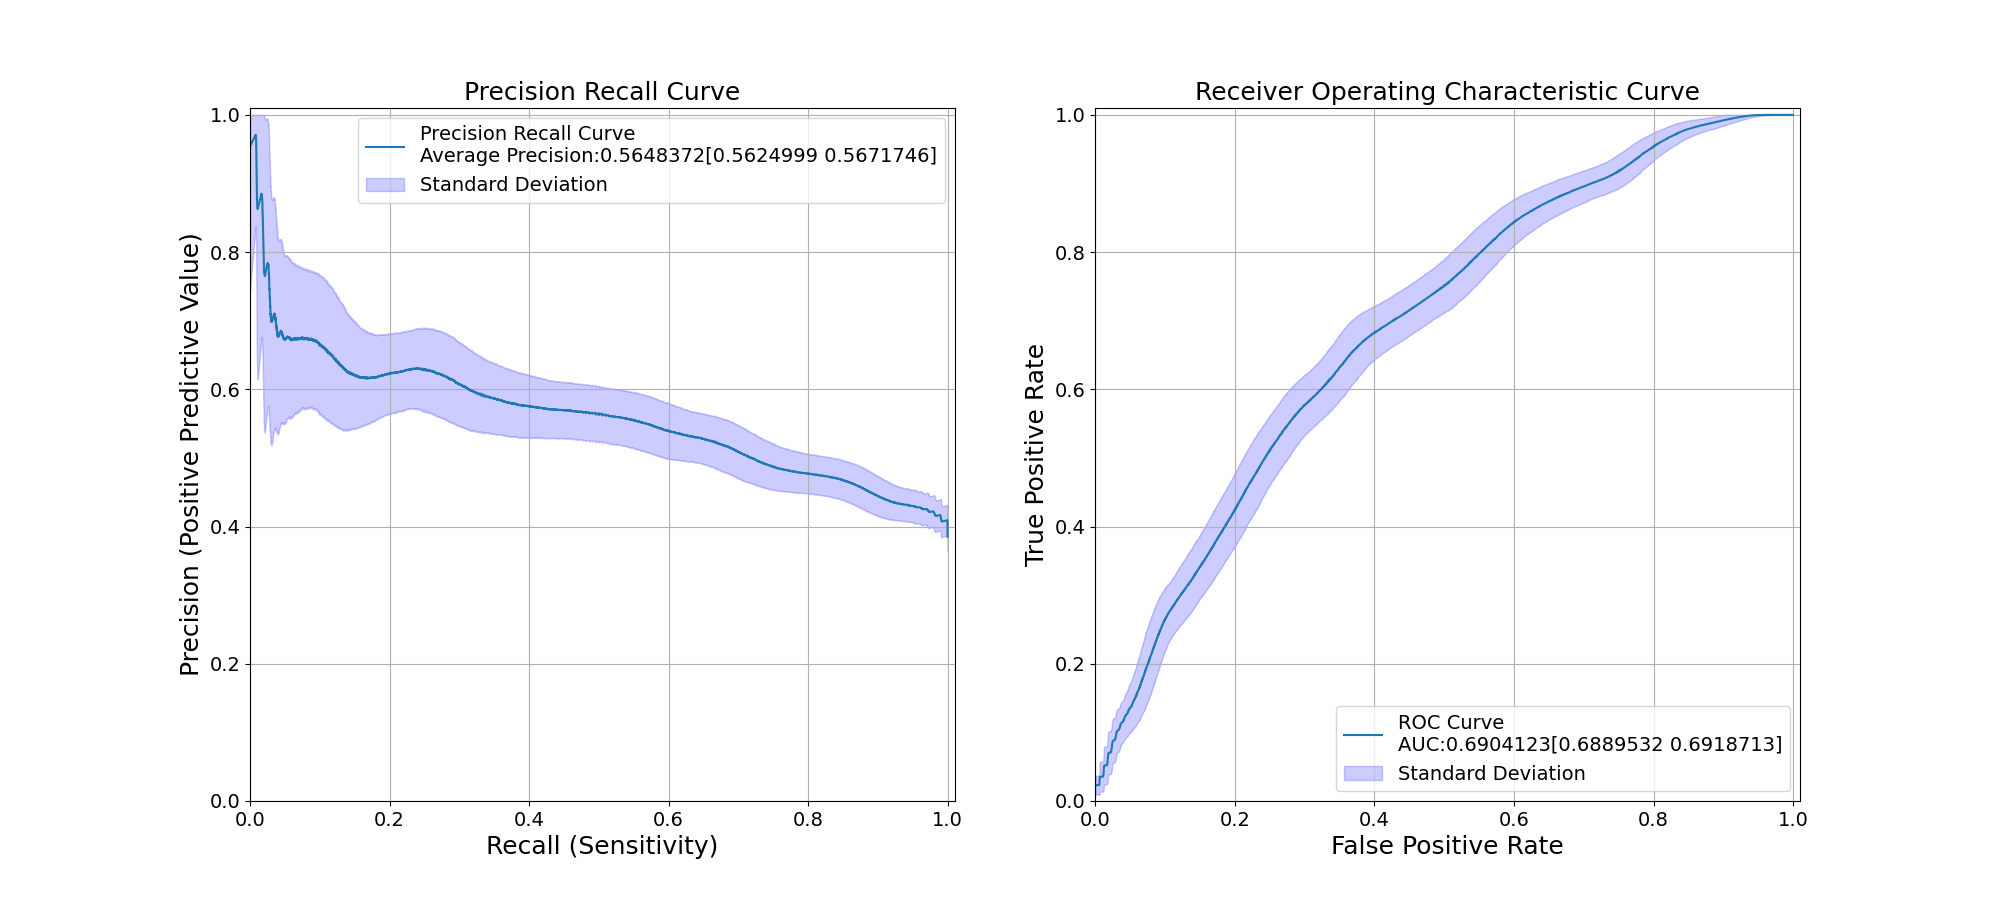 Precision Recall Curve
1.0
0.8
0.6
0.4
0.2
0.0
Precision (Positive Predictive Value)
Precision Recall Curve
Average Precision:0.5648372[0.5624999 0.5671746]
Standard Deviation
0.0 0.2 0.4 0.6 0.8 1.0
Recall (Sensitivity)
Receiver Operating Characteristic Curve
1.0
0.8
0.6
0.4
0.2
0.0
True Positive Rate
ROC Curve
AUC:0.6904123[0.6889532 0.6918713]
Standard Deviation
0.0 0.2 0.4 0.6 0.8 1.0
False Positive Rate